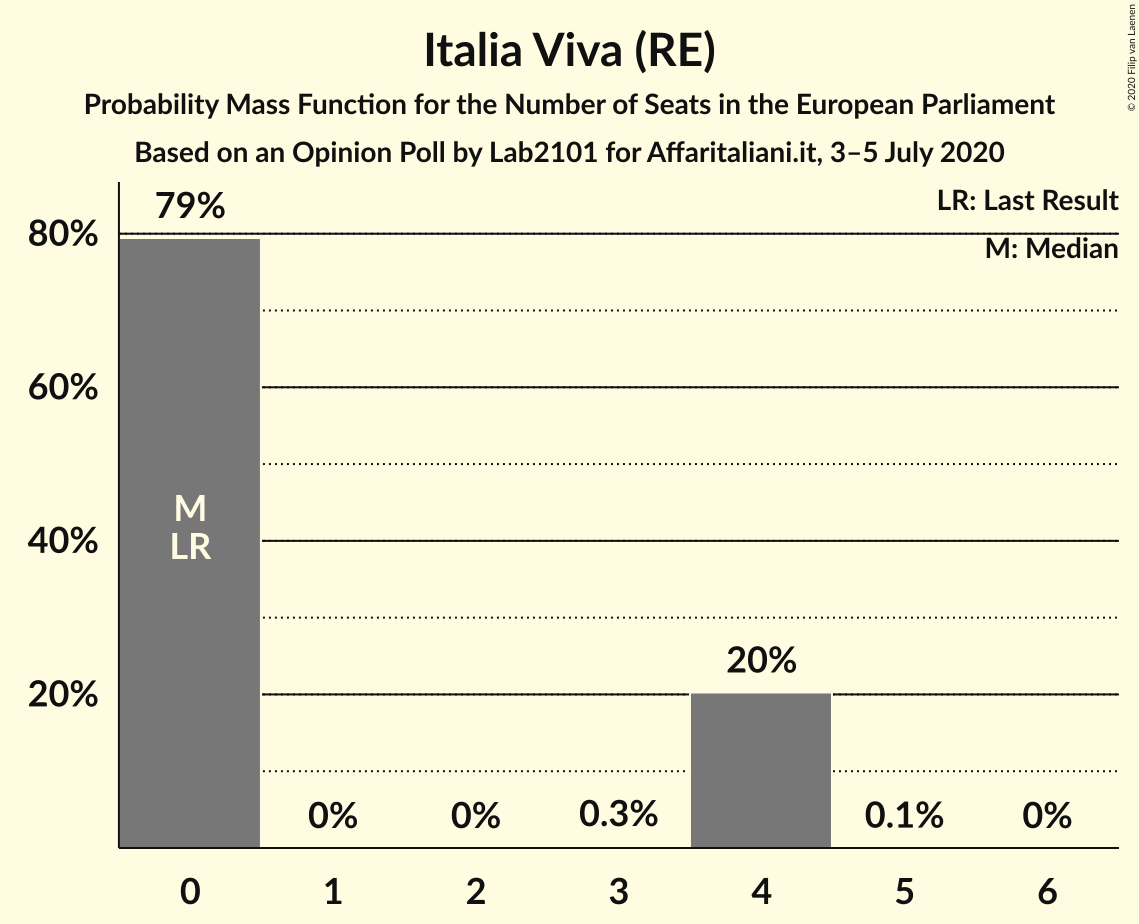 Italia Viva (RE)
Probability Mass Function for the Number of Seats in the European Parliament
Based on an Opinion Poll by Lab2101 for Affaritaliani.it, 3–5 July 2020
© 2020 Filip van Laenen
LR: Last Result
M: Median
80%
60%
40%
20%
79%
M
LR
0%
0%
0.3%
20%
0.1%
0%
0 1 2 3 4 5 6